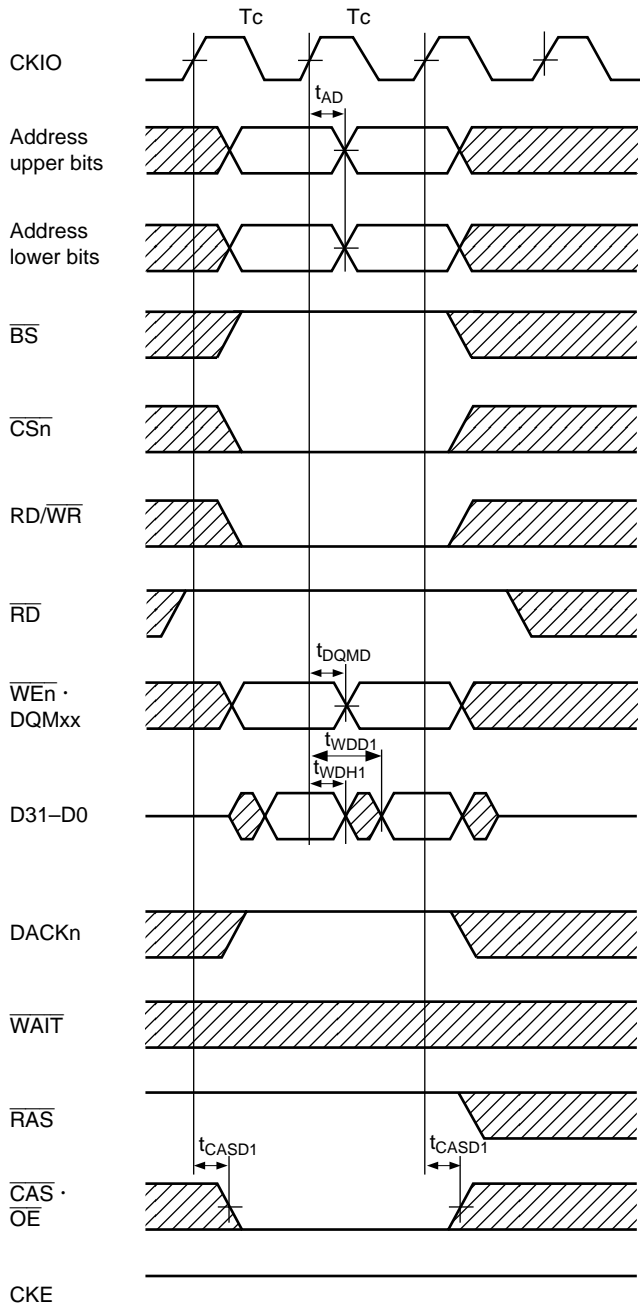 Tc Tc
CKIO
tAD
Address
upper bits
Address
lower bits
BS
CSn
RD/WR
RD
tDQMD
WEn ·
DQMxx
tWDD1
tWDH1
D31–D0
DACKn
WAIT
RAS
tCASD1 tCASD1
CAS ·
OE
CKE